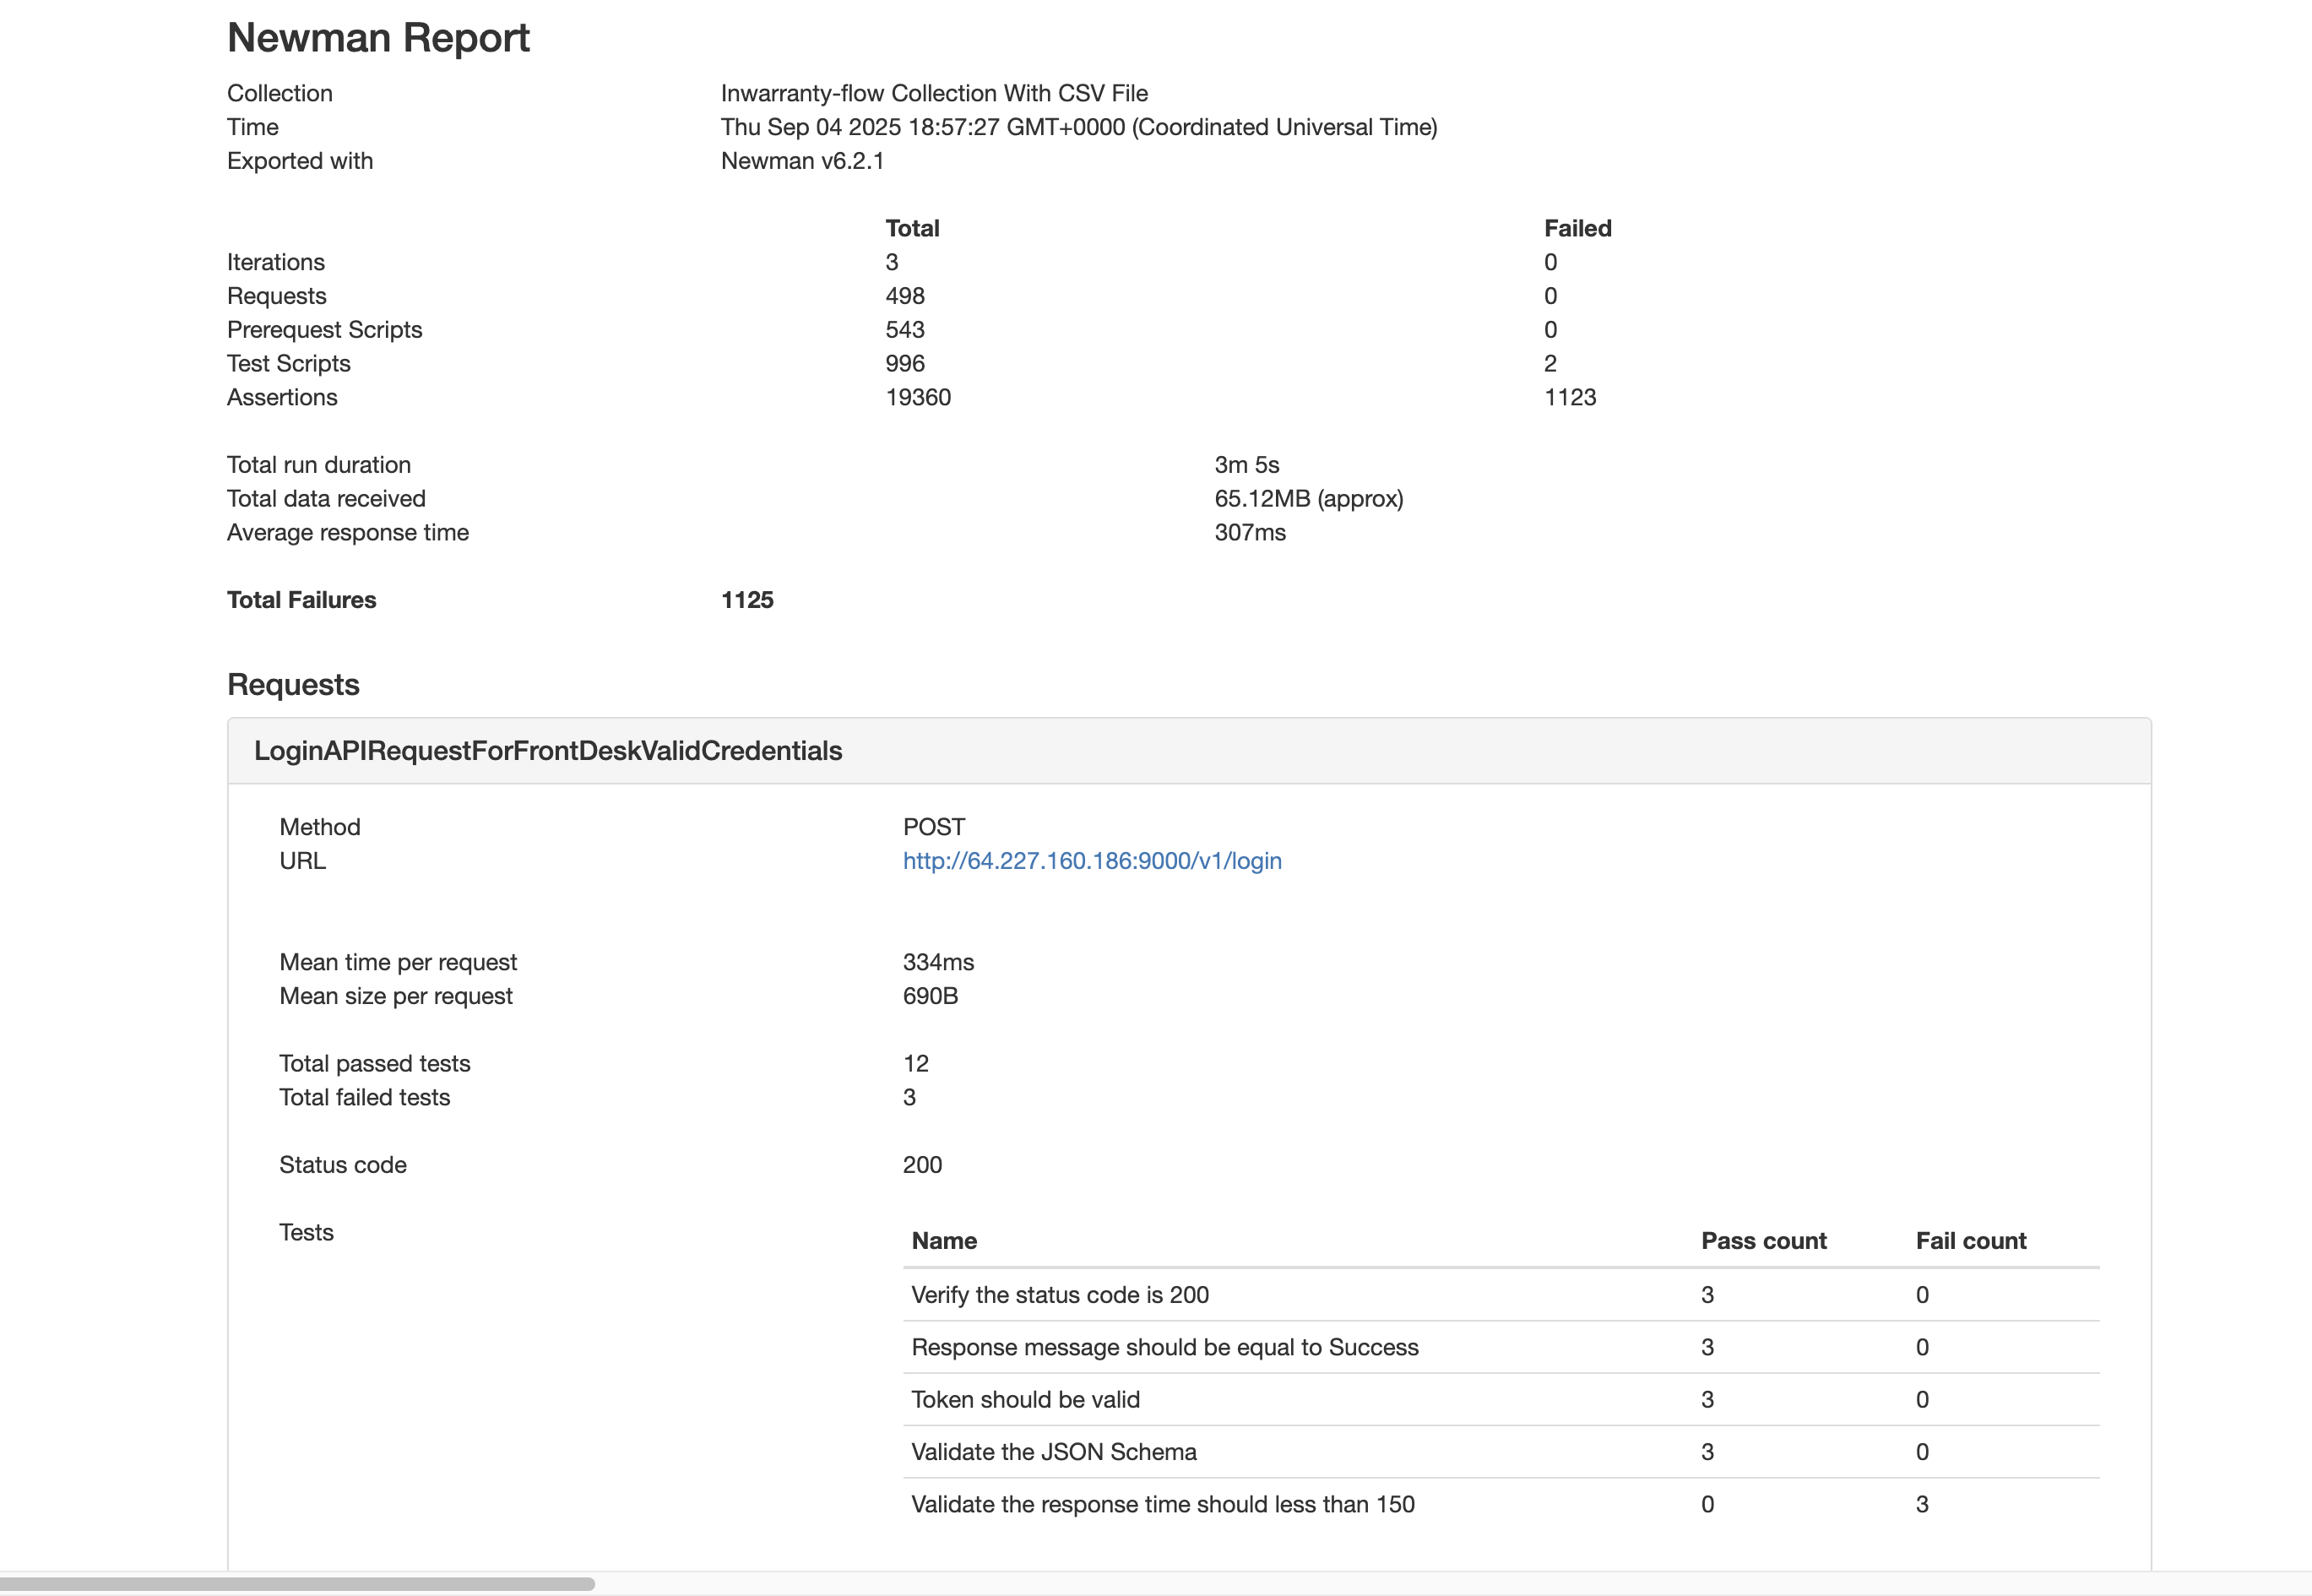 Newman Report
Collection Inwarranty-flow Collection With CSV File
Time Thu Sep 04 2025 18:57:27 GMT+0000 (Coordinated Universal Time)
Exported with Newman v6.2.1
Total Failed
Iterations 3 0
Requests 498 0
Prerequest Scripts 543 0
Test Scripts 996 2
Assertions 19360 1123
Total run duration 3m 5s
Total data received 65.12MB (approx)
Average response time 307ms
Total Failures 1125
Requests
LoginAPIRequestForFrontDeskValidCredentials
Method POST
URL http://64.227.160.186:9000/v1/login
Mean time per request 334ms
Mean size per request 690B
Total passed tests 12
Total failed tests 3
Status code 200
Tests
Name Pass count Fail count
Verify the status code is 200 3 0
Response message should be equal to Success 3 0
Token should be valid 3 0
Validate the JSON Schema 3 0
Validate the response time should less than 150 0 3